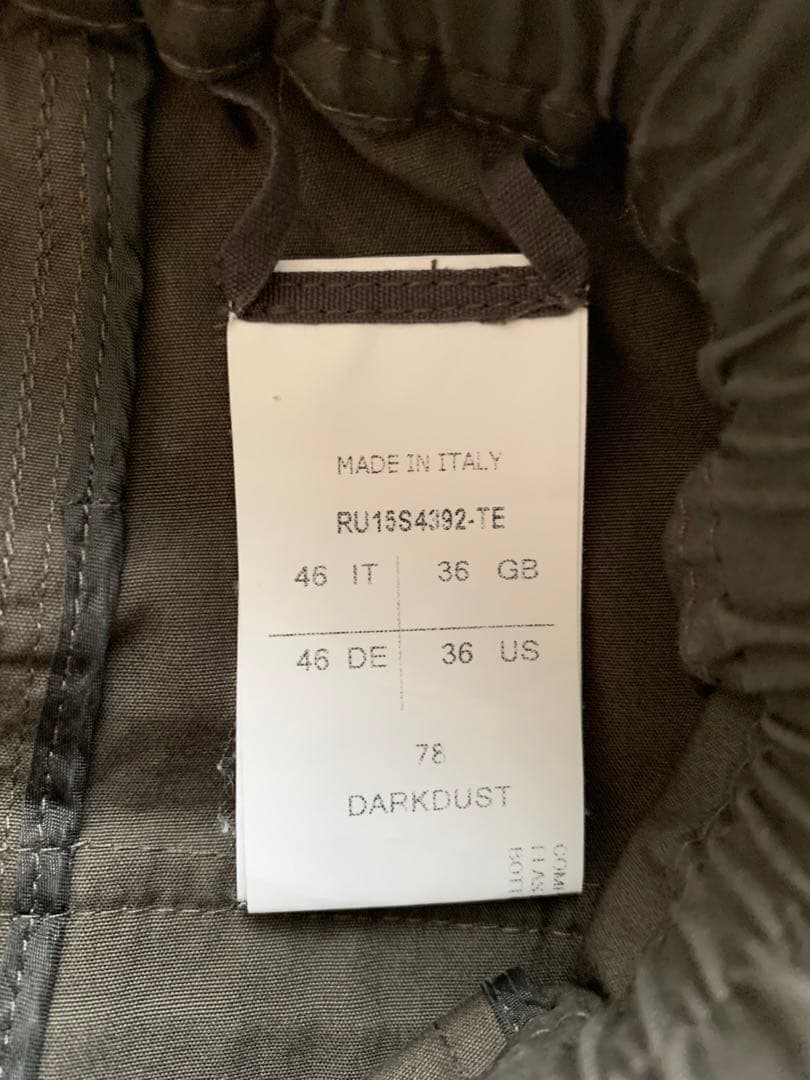 MADE IN ITALY
RU15S4392-TE
46 IT 36 GB
46 DE 36 US
78
DARKDUST